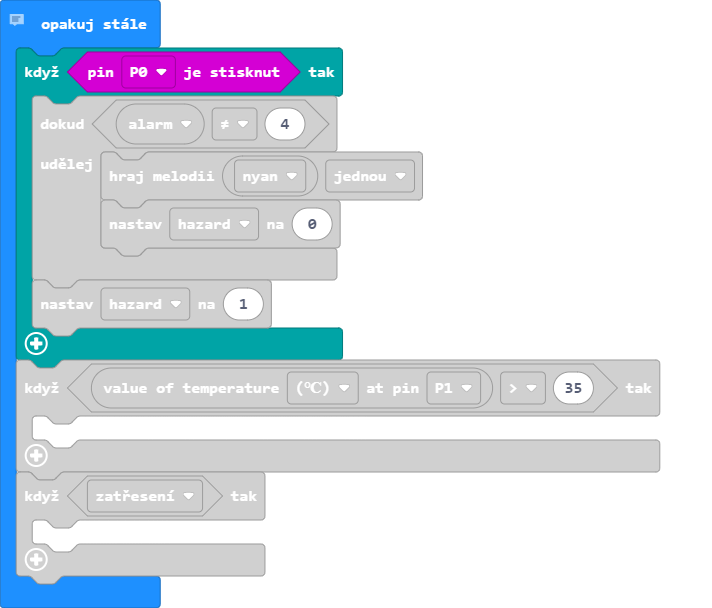 opakuj stále
když pin P0 je stisknut tak
dokud alarm ≠ 4
udělej
hraj melodii nyan jednou
nastav hazard na 0
nastav hazard na 1
když value of temperature (℃) at pin P1 > 35 tak
když zatřesení tak